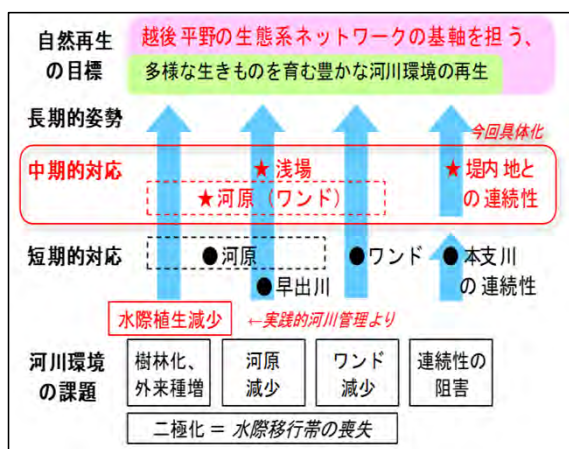 自然再生の目標
越後平野の生態系ネットワークの基軸を担う、
多様な生きものを育む豊かな河川環境の再生
長期的姿勢
今回具体化
中期的対応
★浅場
★堤内地との連続性
★河原（ワンド）
短期的対応
●河原
●ワンド
●本支川の連続性
●早出川
水際植生減少
←実践的河川管理より
河川環境の課題
樹林化、
外来種増
河原
減少
ワンド
減少
連続性の
阻害
二極化 = 水際移行帯の喪失